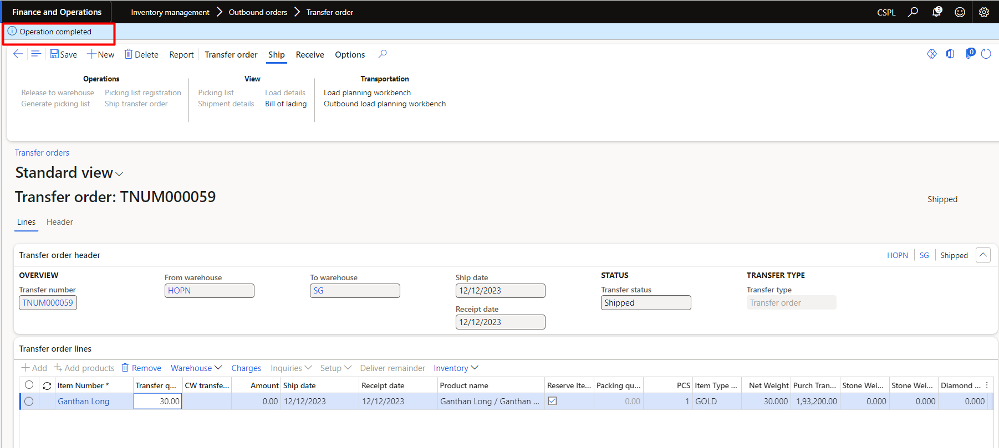 Finance and Operations Inventory management Outbound orders Transfer order CSPL 3
Operation completed
Save New Delete Report Transfer order Ship Receive Options 0
Operations View Transportation
Release to warehouse Picking list registration Picking list Load details Load planning workbench
Generate picking list Ship transfer order Shipment details Bill of lading Outbound load planning workbench
Transfer orders
Standard view
Transfer order: TNUM000059
Shipped
Lines Header
Transfer order header HOPN SG Shipped
OVERVIEW From warehouse To warehouse Ship date STATUS TRANSFER TYPE
Transfer number HOPN SG 12/12/2023 Transfer status Transfer type
TNUM000059 Receipt date Shipped Transfer order
12/12/2023
Transfer order lines
Add Add products Remove Warehouse Charges Inquiries Setup Deliver remainder Inventory
Item Number * Transfer q... CW transfe... Amount Ship date Receipt date Product name Reserve ite... Packing qu... PCS Item Type ... Net Weight Purch Tran... Stone Wei... Stone Wei... Diamond ...
Ganthan Long 30.00 0.00 12/12/2023 12/12/2023 Ganthan Long / Ganthan ... 0.00 1 GOLD 30.000 1,93,200.00 0.000 0.000 0.000